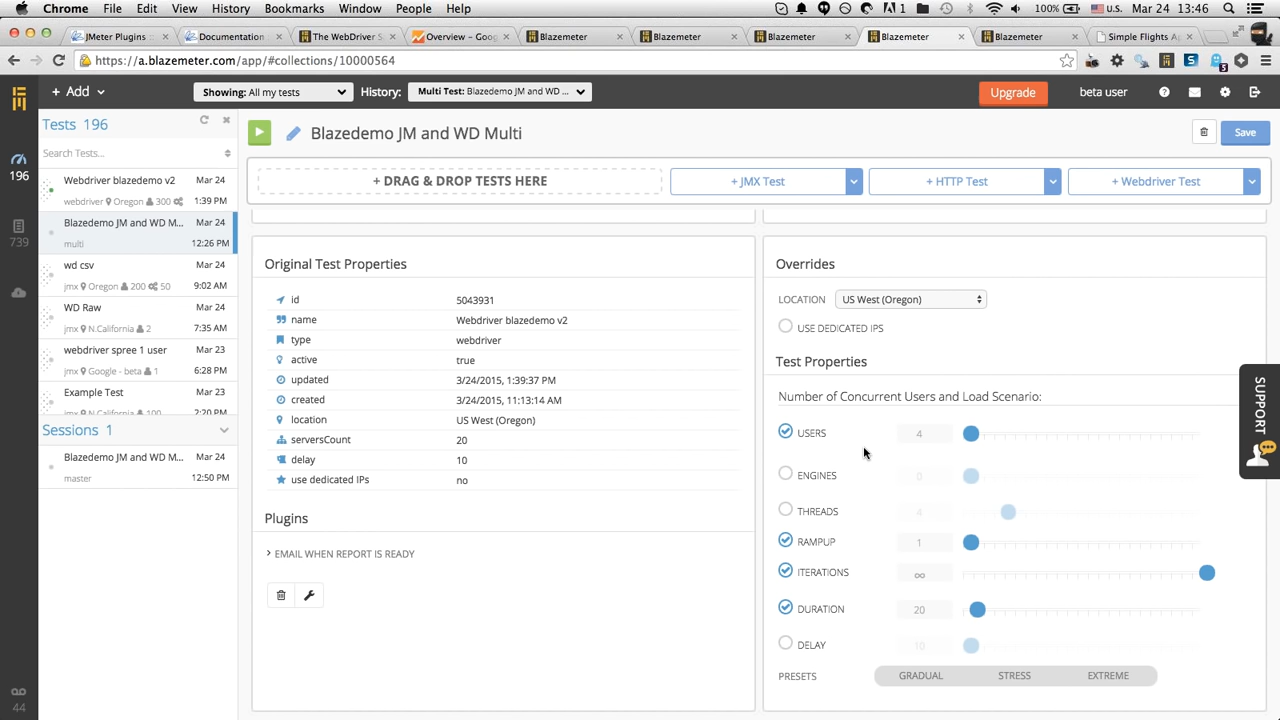 Chrome File Edit View History Bookmarks Window People Help
1 100% U.S. Mar 24 13:46
JMeter Plugins Documentation The WebDriver S Overview – Goo Blazemeter Blazemeter Blazemeter Blazemeter Blazemeter Simple Flights A
https://a.blazemeter.com/app/#collections/10000564
5
+ Add
Showing: All my tests
History:
Multi Test: Blazedemo JM and WD ...
Upgrade
beta user
196
739
44
Tests 196
Search Tests...
Webdriver blazedemo v2 Mar 24
webdriver Oregon 300 1:39 PM
Blazedemo JM and WD M... Mar 24
multi 12:26 PM
wd csv Mar 24
jmx Oregon 200 50 9:02 AM
WD Raw Mar 24
jmx N.California 2 7:35 AM
webdriver spree 1 user Mar 23
jmx Google - beta 1 6:28 PM
Example Test Mar 23
jmx N.California 100 2:20 PM
Sessions 1
Blazedemo JM and WD M... Mar 24
master 12:50 PM
Blazedemo JM and WD Multi
Save
+ DRAG & DROP TESTS HERE
+ JMX Test
+ HTTP Test
+ Webdriver Test
Original Test Properties
id 5043931
name Webdriver blazedemo v2
type webdriver
active true
updated 3/24/2015, 1:39:37 PM
created 3/24/2015, 11:13:14 AM
location US West (Oregon)
serversCount 20
delay 10
use dedicated IPs no
Plugins
EMAIL WHEN REPORT IS READY
Overrides
LOCATION US West (Oregon)
USE DEDICATED IPS
Test Properties
Number of Concurrent Users and Load Scenario:
USERS 4
ENGINES 0
THREADS 4
RAMPUP 1
ITERATIONS ∞
DURATION 20
DELAY 10
PRESETS GRADUAL STRESS EXTREME
SUPPORT